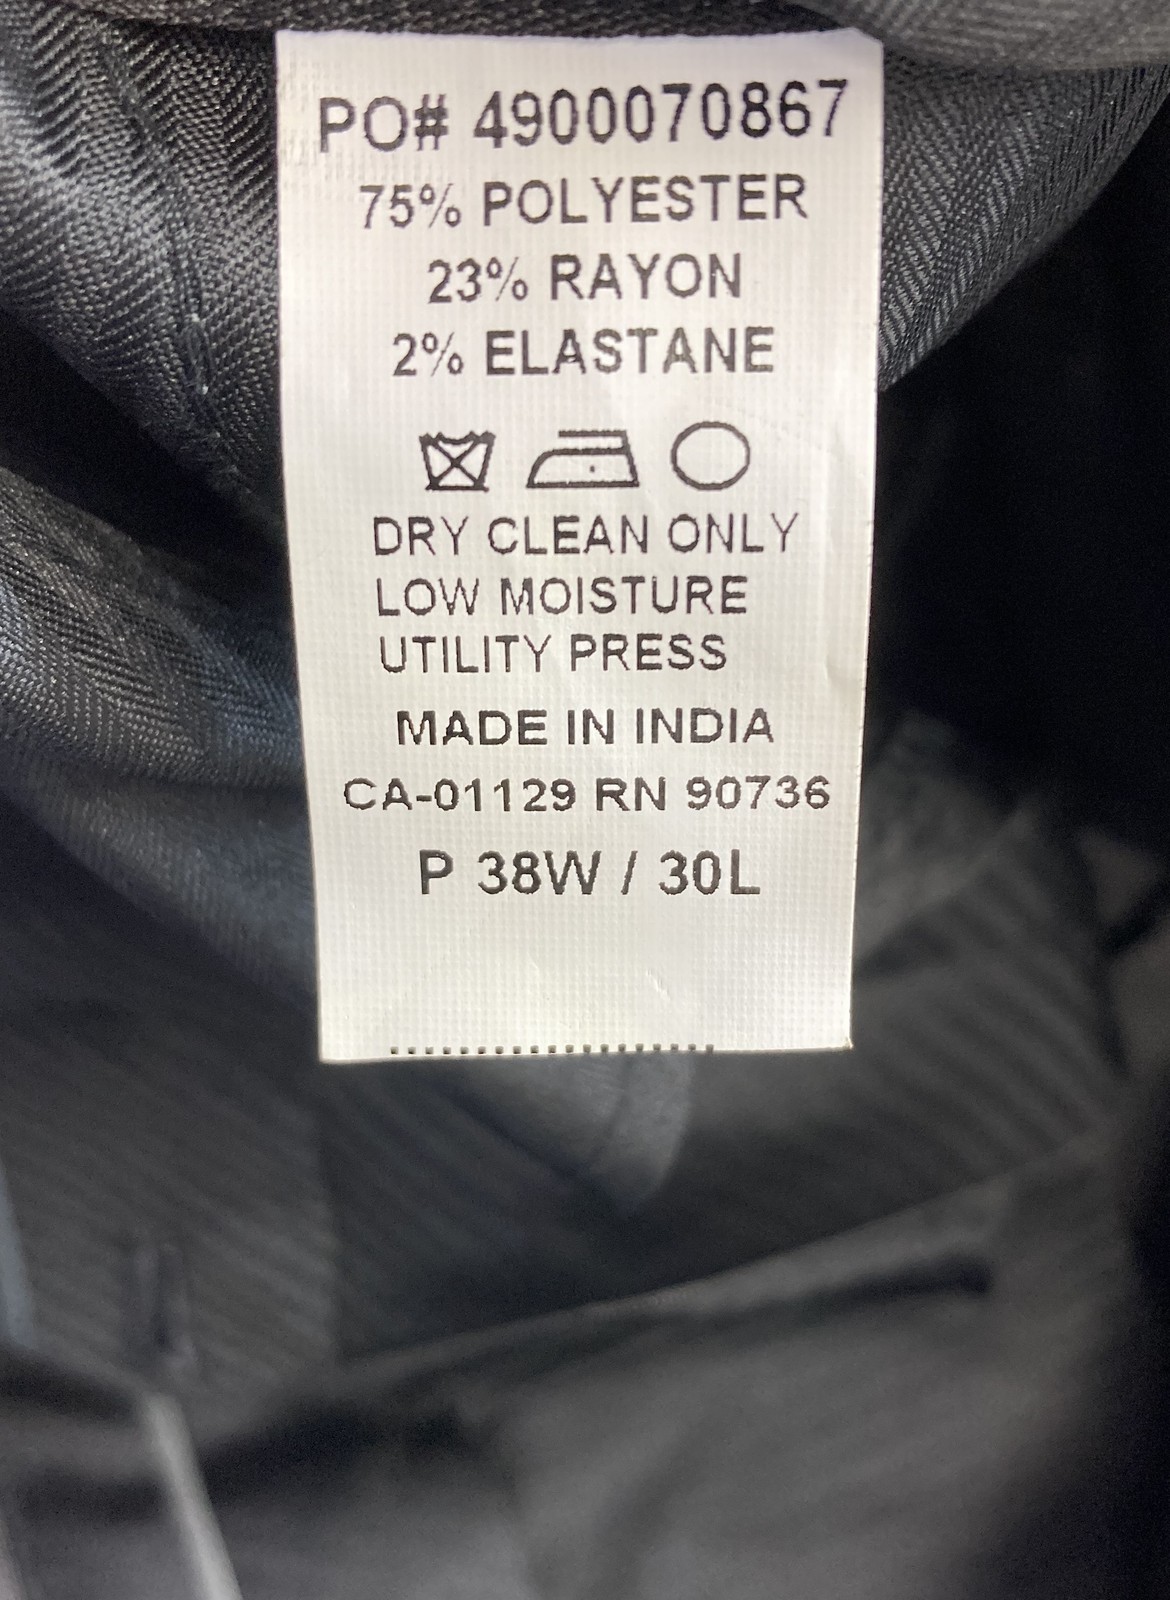 PO# 4900070867
75% POLYESTER
23% RAYON
2% ELASTANE
DRY CLEAN ONLY
LOW MOISTURE
UTILITY PRESS
MADE IN INDIA
CA-01129 RN 90736
P 38W / 30L